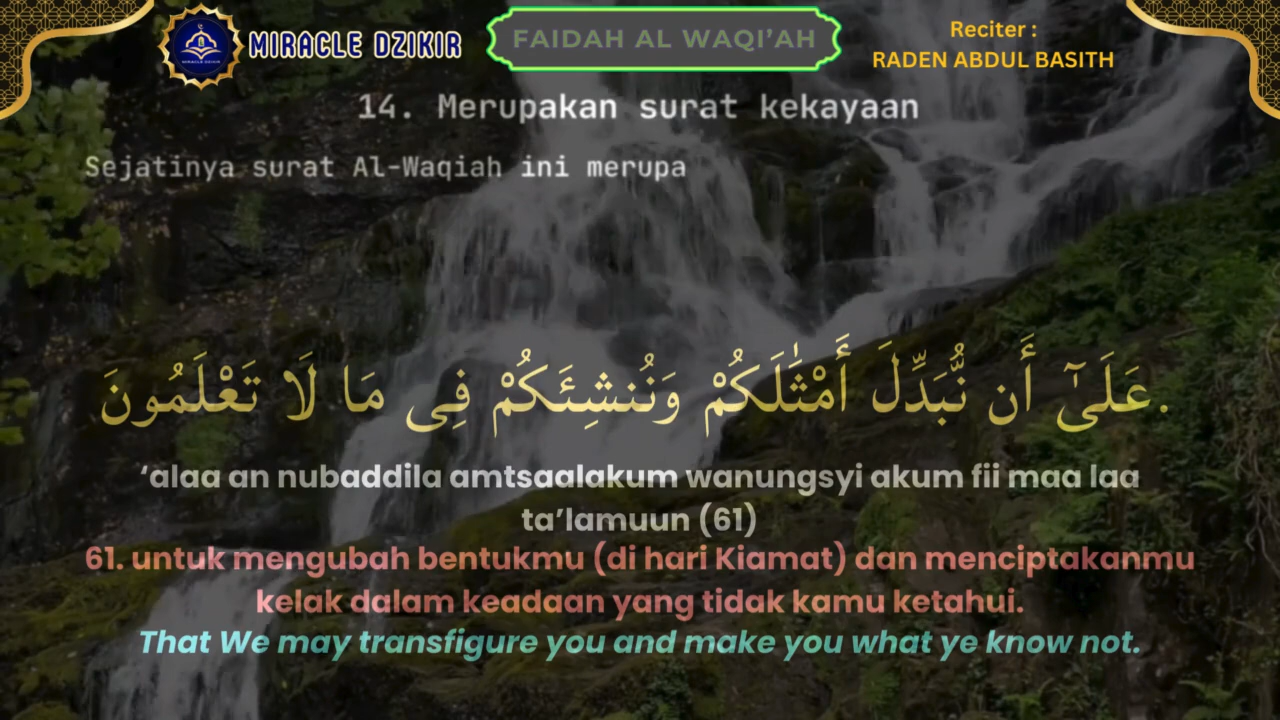 MIRACLE DZIKIR
FAIDAH AL WAQI’AH
Reciter :
RADEN ABDUL BASITH
14. Merupakan surat kekayaan
Sejatinya surat Al-Waqiah ini merupa
عَلَىٰٓ أَن نُّبَدِّلَ أَمْثَٰلَكُمْ وَنُنشِئَكُمْ فِى مَا لَا تَعْلَمُونَ.
‘alaa an nubaddila amtsaalakum wanungsyi akum fii maa laa
ta’lamuun (61)
61. untuk mengubah bentukmu (di hari Kiamat) dan menciptakanmu
kelak dalam keadaan yang tidak kamu ketahui.
That We may transfigure you and make you what ye know not.